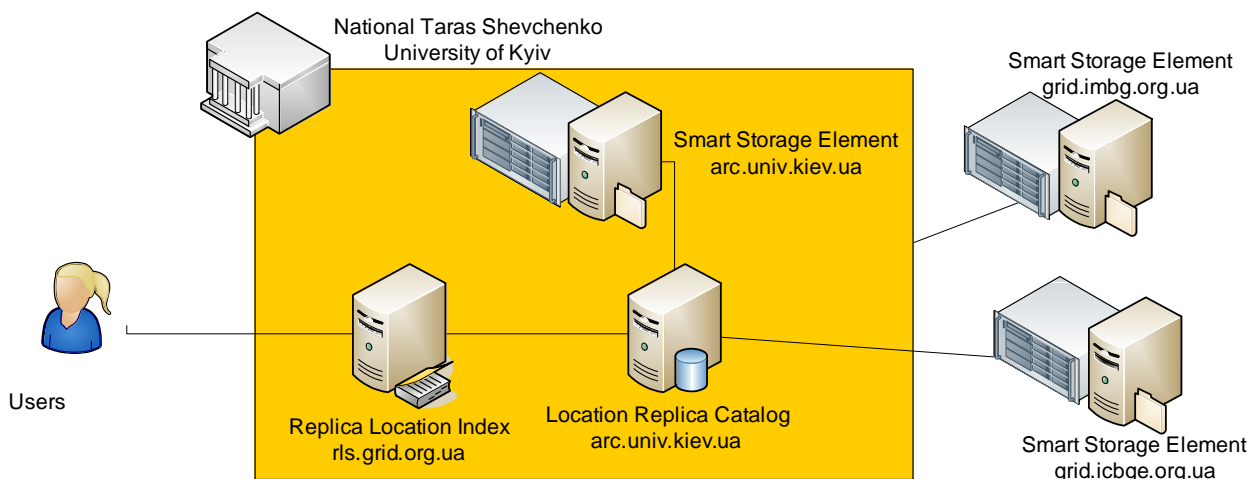 National Taras Shevchenko
University of Kyiv
Smart Storage Element
grid.imbg.org.ua
Smart Storage Element
arc.univ.kiev.ua
Users
Replica Location Index
rls.grid.org.ua
Location Replica Catalog
arc.univ.kiev.ua
Smart Storage Element
grid.icbge.org.ua